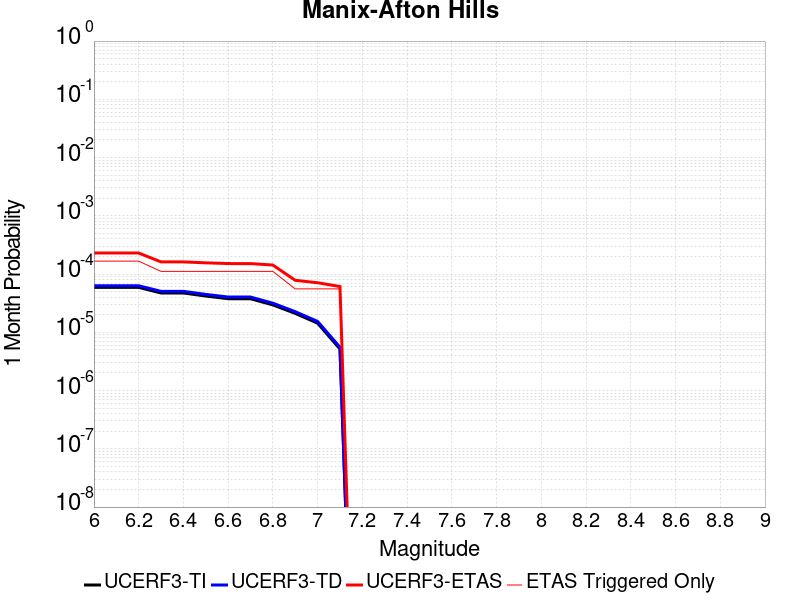 Manix-Afton Hills
10^0
10^-1
10^-2
10^-3
10^-4
10^-5
10^-6
10^-7
10^-8
1 Month Probability
6 6.2 6.4 6.6 6.8 7 7.2 7.4 7.6 7.8 8 8.2 8.4 8.6 8.8 9
Magnitude
UCERF3-TI UCERF3-TD UCERF3-ETAS ETAS Triggered Only